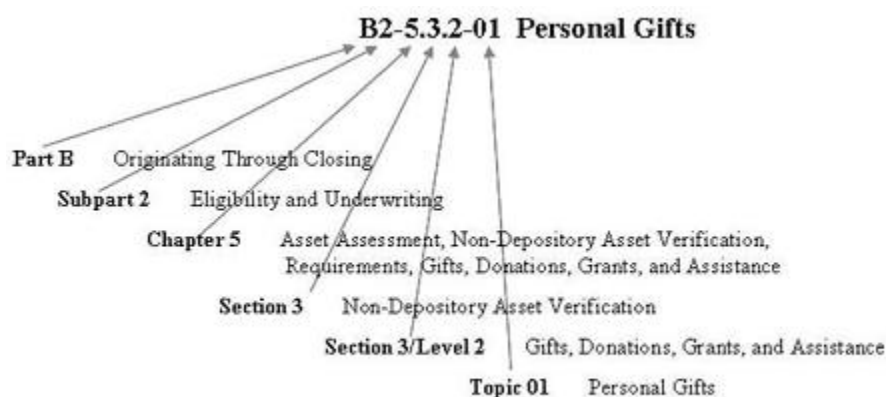 B2-5.3.2-01 Personal Gifts
Part B Originating Through Closing
Subpart 2 Eligibility and Underwriting
Chapter 5 Asset Assessment, Non-Depository Asset Verification,
Requirements, Gifts, Donations, Grants, and Assistance
Section 3 Non-Depository Asset Verification
Section 3/Level 2 Gifts, Donations, Grants, and Assistance
Topic 01 Personal Gifts